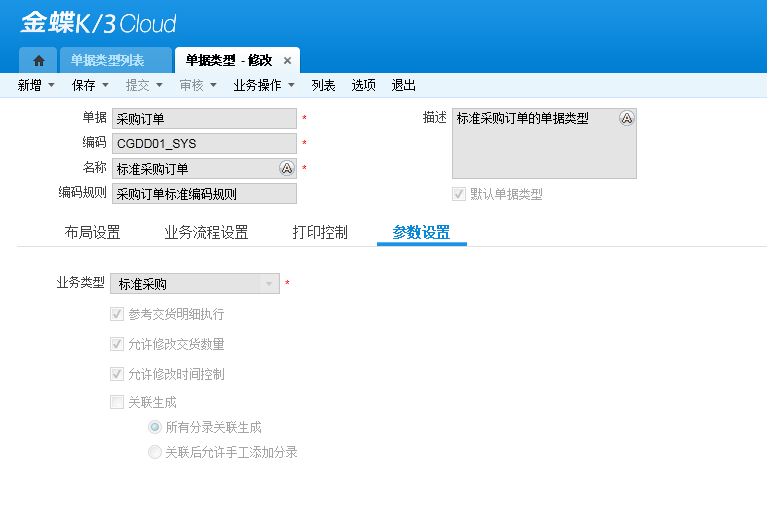 金蝶K/3 Cloud
单据类型列表
单据类型 - 修改 ×
新增 保存 提交 审核 业务操作 列表 选项 退出
单据 采购订单 *
描述 标准采购订单的单据类型 A
编码 CGDD01_SYS *
名称 标准采购订单 A *
编码规则 采购订单标准编码规则
默认单据类型
布局设置 业务流程设置 打印控制 参数设置
业务类型 标准采购 *
参考交货明细执行
允许修改交货数量
允许修改时间控制
关联生成
所有分录关联生成
关联后允许手工添加分录